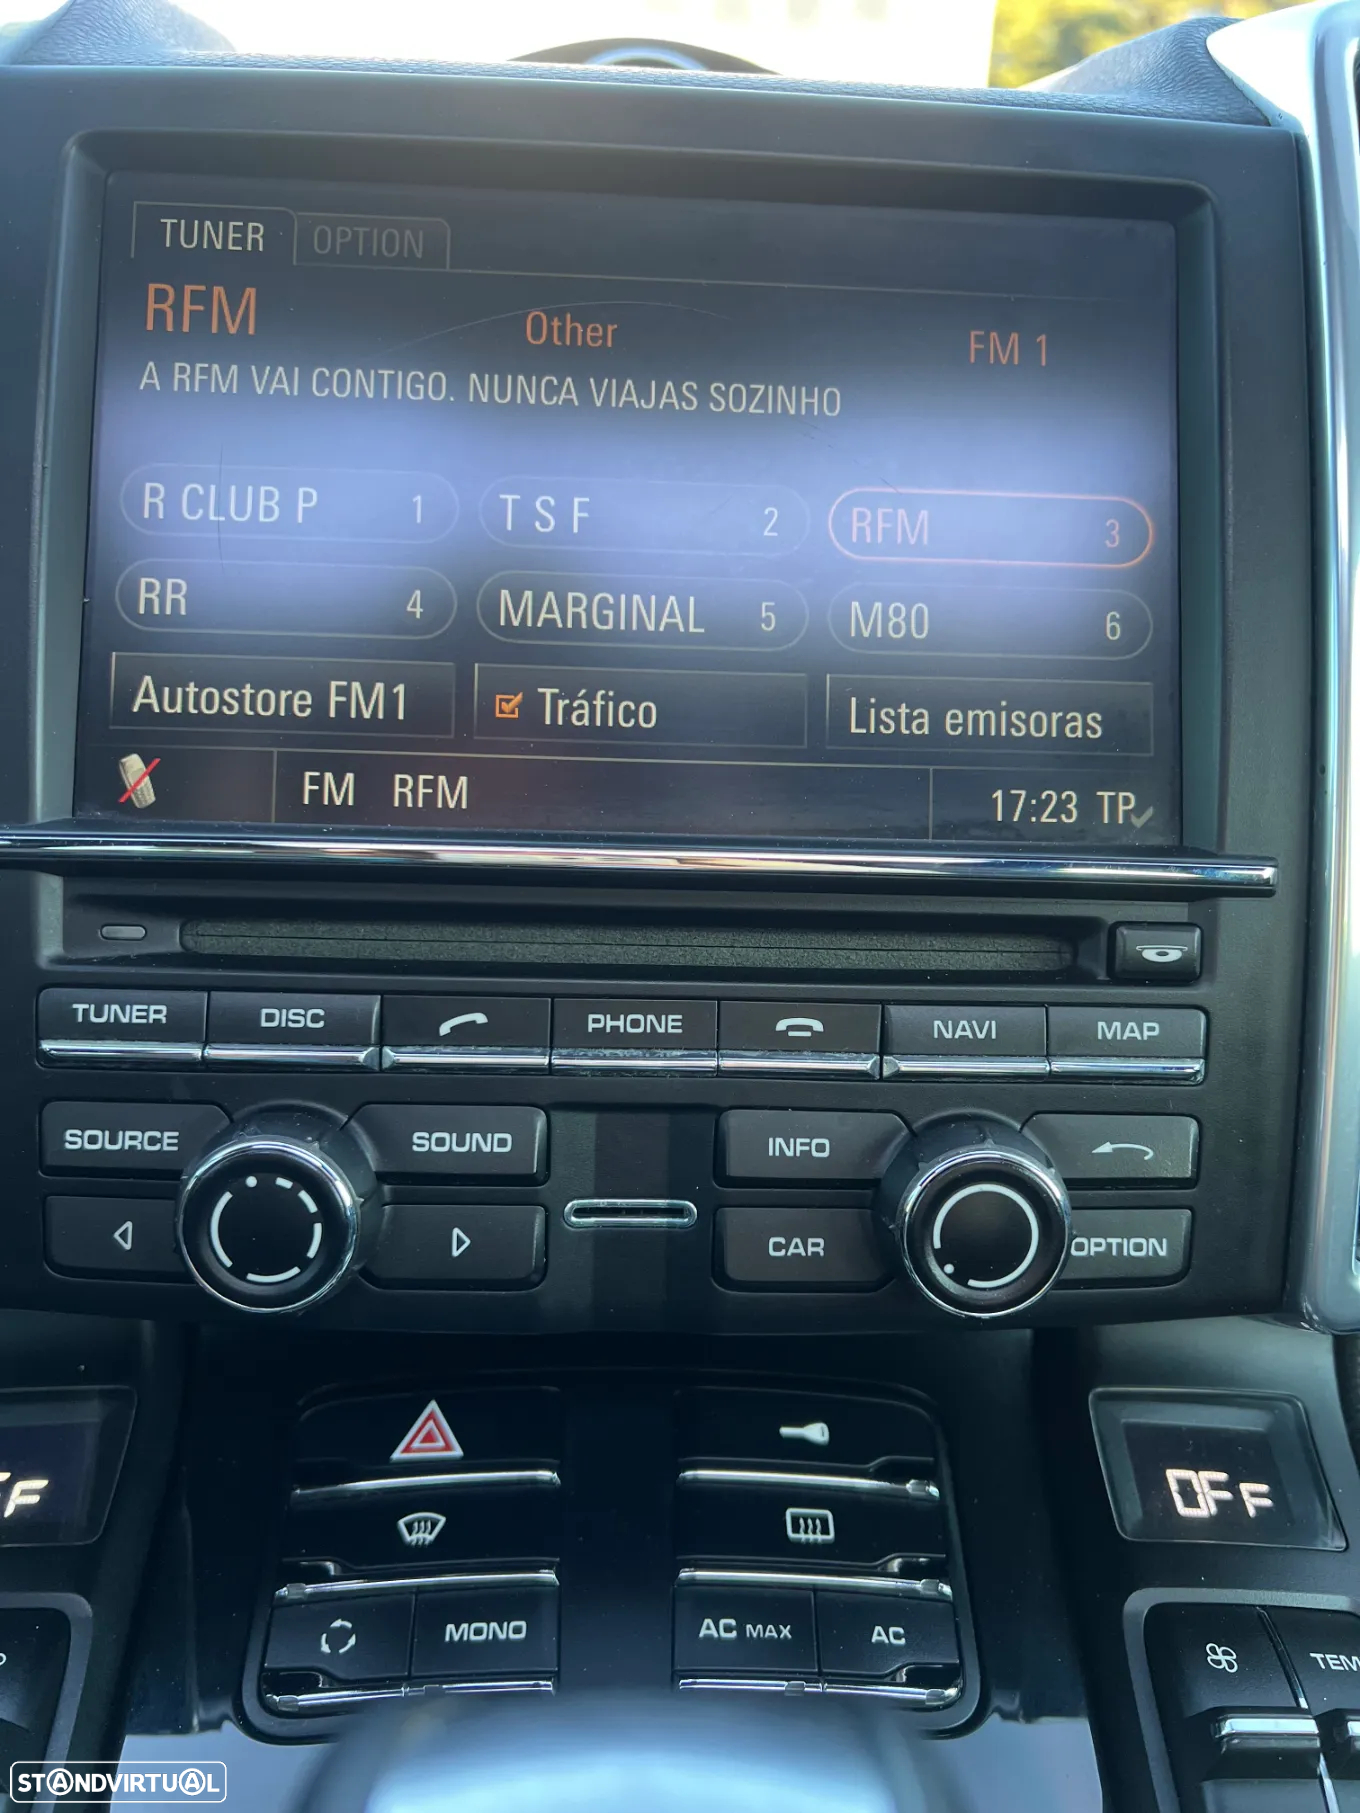 TUNER OPTION
RFM Other FM 1
A RFM VAI CONTIGO. NUNCA VIAJAS SOZINHO
R CLUB P 1 T S F 2 RFM 3
RR 4 MARGINAL 5 M80 6
Autostore FM1 Tráfico Lista emisoras
FM RFM 17:23 TP
TUNER DISC PHONE NAVI MAP
SOURCE SOUND INFO
CAR OPTION
OFF
MONO AC MAX AC
STANDVIRTUAL